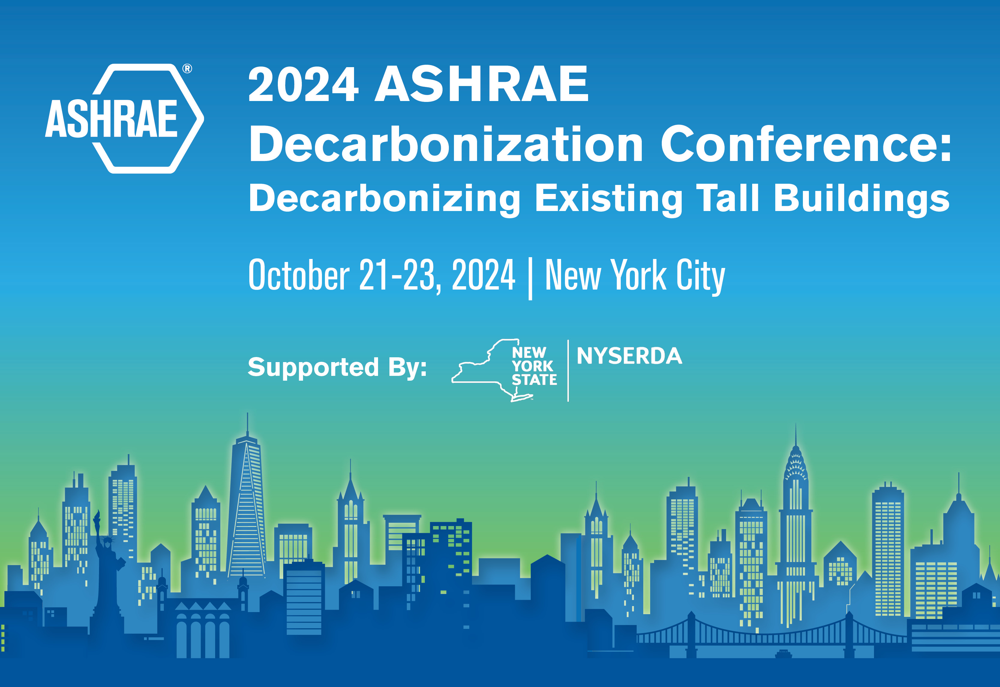 ASHRAE®
2024 ASHRAE
Decarbonization Conference:
Decarbonizing Existing Tall Buildings
October 21-23, 2024 | New York City
Supported By:
NEW
YORK
STATE
™
NYSERDA